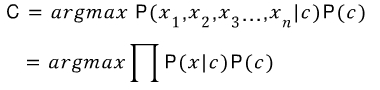 C = argmax P(x₁,x₂,x₃...,xₙ|c)P(c)
= argmax ∏ P(x|c)P(c)